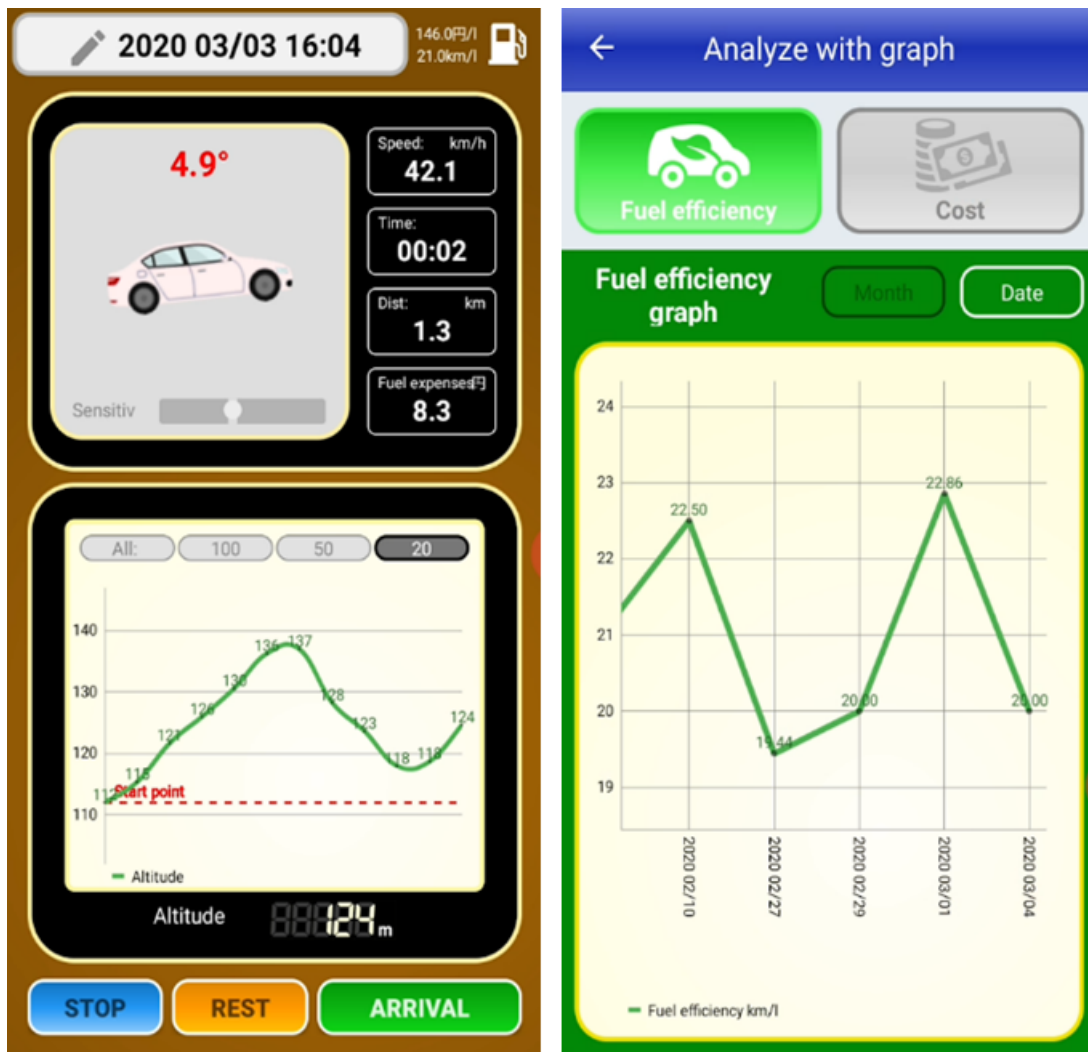 2020 03/03 16:04
146.0円/l
21.0km/l
4.9°
Speed: km/h
42.1
Time:
00:02
Dist: km
1.3
Fuel expenses円
8.3
Sensitiv
All: 100 50 20
140
130
120
110
115
121
126
130
136
137
128
123
118
118
124
Start point
Altitude
Altitude 124 m
STOP REST ARRIVAL
Analyze with graph
Fuel efficiency
Cost
Fuel efficiency
graph
Month
Date
24
23
22
21
20
19
22.50
19.44
20.00
22.86
20.00
2020 02/10
2020 02/27
2020 02/29
2020 03/01
2020 03/04
Fuel efficiency km/l